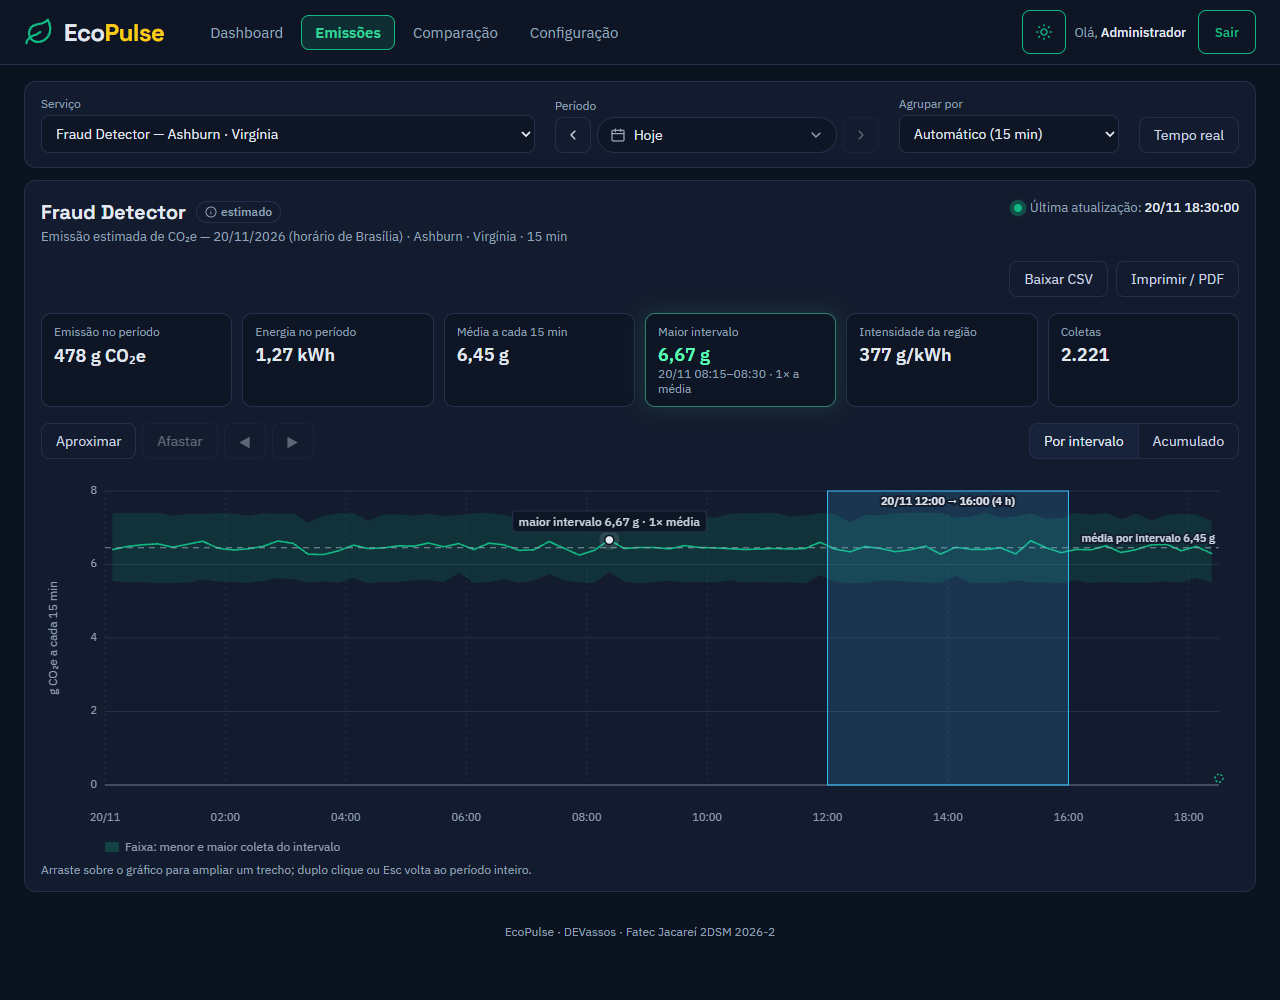 EcoPulse
Dashboard
Emissões
Comparação
Configuração
Olá, Administrador
Sair
Serviço
Fraud Detector — Ashburn · Virgínia
Período
Hoje
Agrupar por
Automático (15 min)
Tempo real
Fraud Detector
estimado
Última atualização: 20/11 18:30:00
Emissão estimada de CO₂e — 20/11/2026 (horário de Brasília) · Ashburn · Virgínia · 15 min
Baixar CSV
Imprimir / PDF
Emissão no período
478 g CO₂e
Energia no período
1,27 kWh
Média a cada 15 min
6,45 g
Maior intervalo
6,67 g
20/11 08:15–08:30 · 1× a
média
Intensidade da região
377 g/kWh
Coletas
2.221
Aproximar
Afastar
Por intervalo
Acumulado
g CO₂e a cada 15 min
8
6
4
2
0
20/11 12:00 → 16:00 (4 h)
maior intervalo 6,67 g · 1× média
média por intervalo 6,45 g
20/11
02:00
04:00
06:00
08:00
10:00
12:00
14:00
16:00
18:00
Faixa: menor e maior coleta do intervalo
Arraste sobre o gráfico para ampliar um trecho; duplo clique ou Esc volta ao período inteiro.
EcoPulse · DEVassos · Fatec Jacareí 2DSM 2026-2